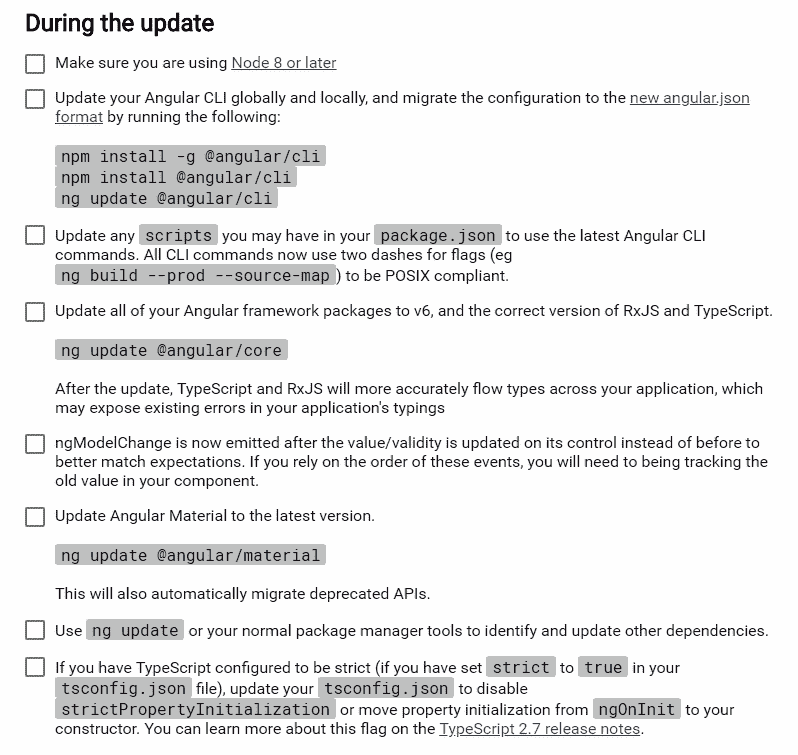 During the update
Make sure you are using Node 8 or later
Update your Angular CLI globally and locally, and migrate the configuration to the new angular.json
format by running the following:
npm install -g @angular/cli
npm install @angular/cli
ng update @angular/cli
Update any scripts you may have in your package.json to use the latest Angular CLI
commands. All CLI commands now use two dashes for flags (eg
ng build --prod --source-map) to be POSIX compliant.
Update all of your Angular framework packages to v6, and the correct version of RxJS and TypeScript.
ng update @angular/core
After the update, TypeScript and RxJS will more accurately flow types across your application, which
may expose existing errors in your application's typings
ngModelChange is now emitted after the value/validity is updated on its control instead of before to
better match expectations. If you rely on the order of these events, you will need to being tracking the
old value in your component.
Update Angular Material to the latest version.
ng update @angular/material
This will also automatically migrate deprecated APIs.
Use ng update or your normal package manager tools to identify and update other dependencies.
If you have TypeScript configured to be strict (if you have set strict to true in your
tsconfig.json file), update your tsconfig.json to disable
strictPropertyInitialization or move property initialization from ngOnInit to your
constructor. You can learn more about this flag on the TypeScript 2.7 release notes.